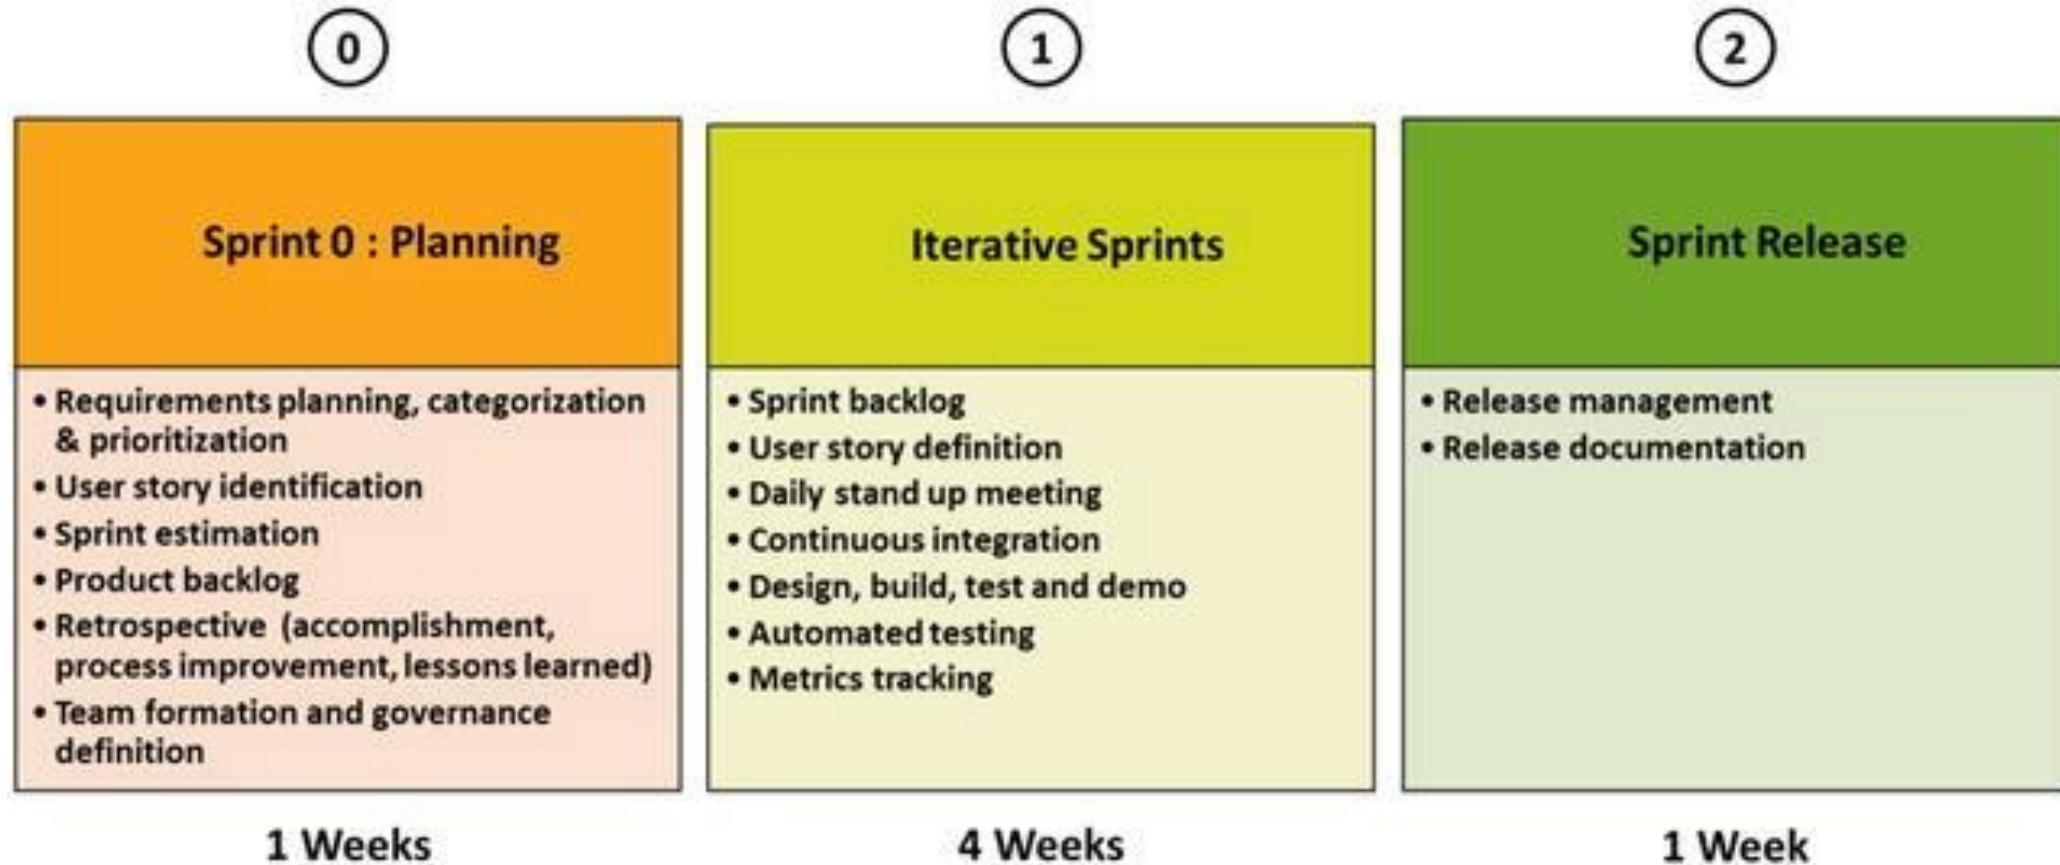 0
1
2
Sprint 0 : Planning
Iterative Sprints
Sprint Release
• Requirements planning, categorization
& prioritization
• User story identification
• Sprint estimation
• Product backlog
• Retrospective (accomplishment,
process improvement, lessons learned)
• Team formation and governance
definition
• Sprint backlog
• User story definition
• Daily stand up meeting
• Continuous integration
• Design, build, test and demo
• Automated testing
• Metrics tracking
• Release management
• Release documentation
1 Weeks
4 Weeks
1 Week